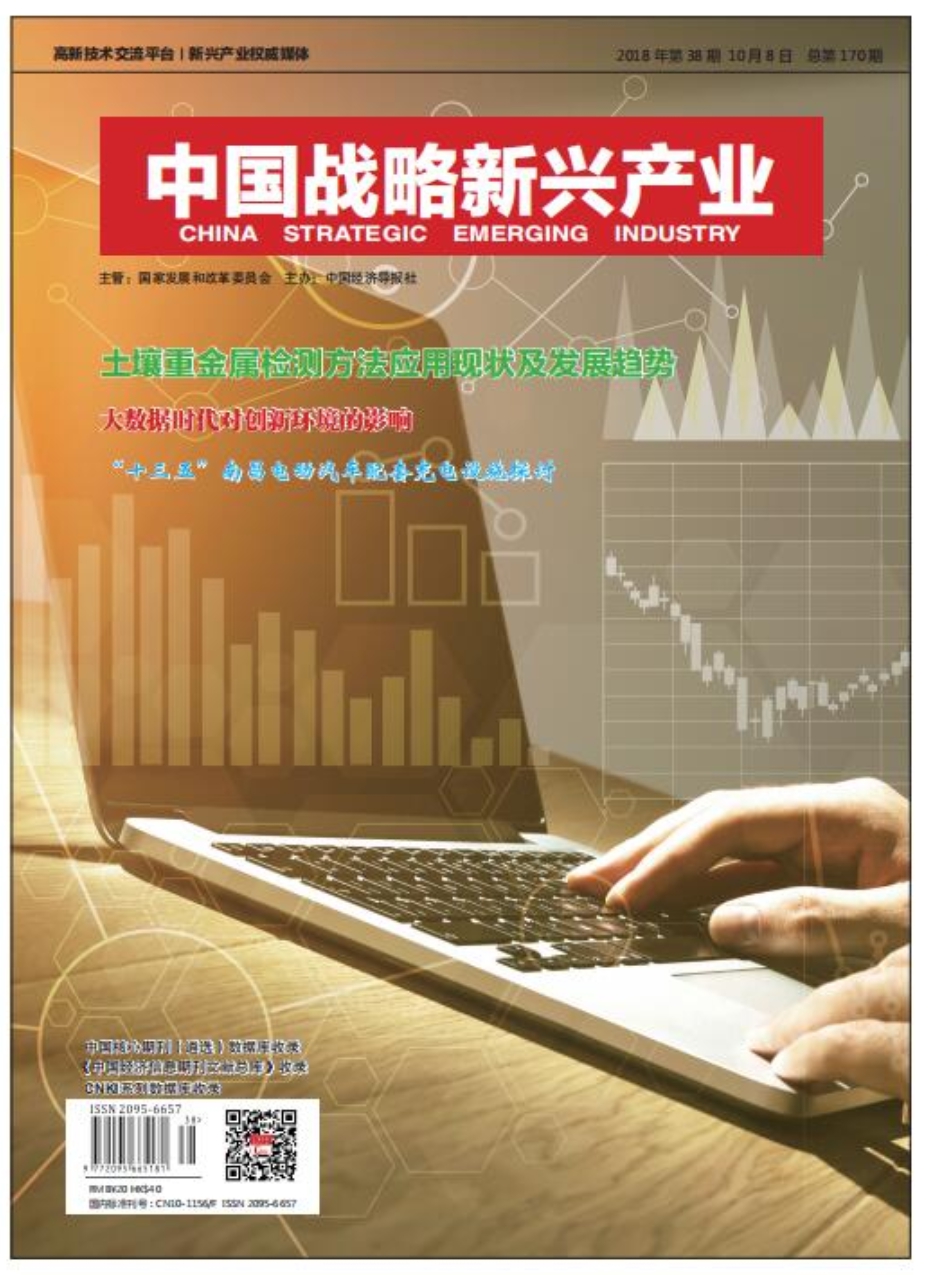 高新技术交流平台 | 新兴产业权威媒体
2018年第38期 10月8日 总第170期
中国战略新兴产业
CHINA STRATEGIC EMERGING INDUSTRY
主管：国家发展和改革委员会 主办：中国经济导报社
土壤重金属检测方法应用现状及发展趋势
大数据时代对创新环境的影响
“十三五”南昌电动汽车配套充电设施探讨
中国核心期刊（遴选）数据库收录
《中国经济信息期刊文献总库》收录
CNKI系列数据库收录
ISSN 2095-6657
38>
9 772095 665181
RMB¥20 HK$40
国内标准刊号：CN10-1156/F ISSN 2095-6657